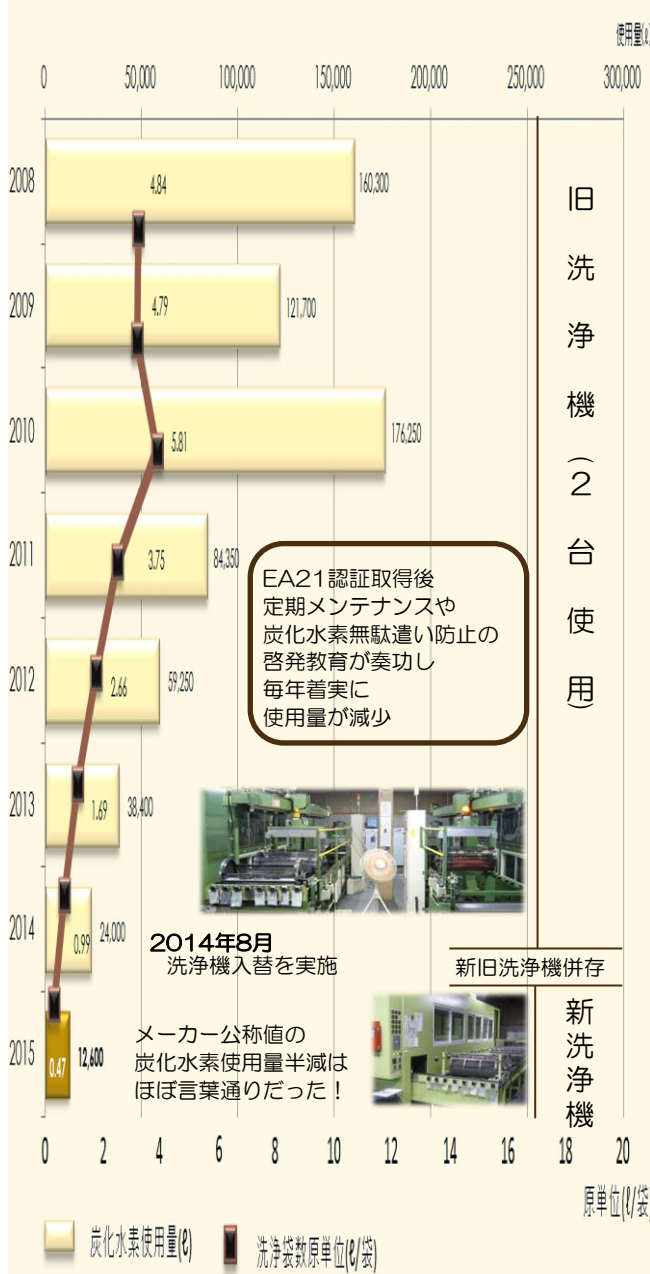 使用量(ℓ)
0 50,000 100,000 150,000 200,000 250,000 300,000
2008 4.84 160,300
2009 4.79 121,700
2010 5.81 176,250
2011 3.75 84,350
2012 2.66 59,250
2013 1.69 38,400
2014 0.99 24,000
2015 0.47 12,600
旧洗浄機(2台使用)
EA21認証取得後
定期メンテナンスや
炭化水素無駄遣い防止の
啓発教育が奏功し
毎年着実に
使用量が減少
2014年8月
洗浄機入替を実施
新旧洗浄機併存
新洗浄機
メーカー公称値の
炭化水素使用量半減は
ほぼ言葉通りだった!
0 2 4 6 8 10 12 14 16 18 20
原単位(ℓ/袋)
炭化水素使用量(ℓ) 洗浄袋数原単位(ℓ/袋)